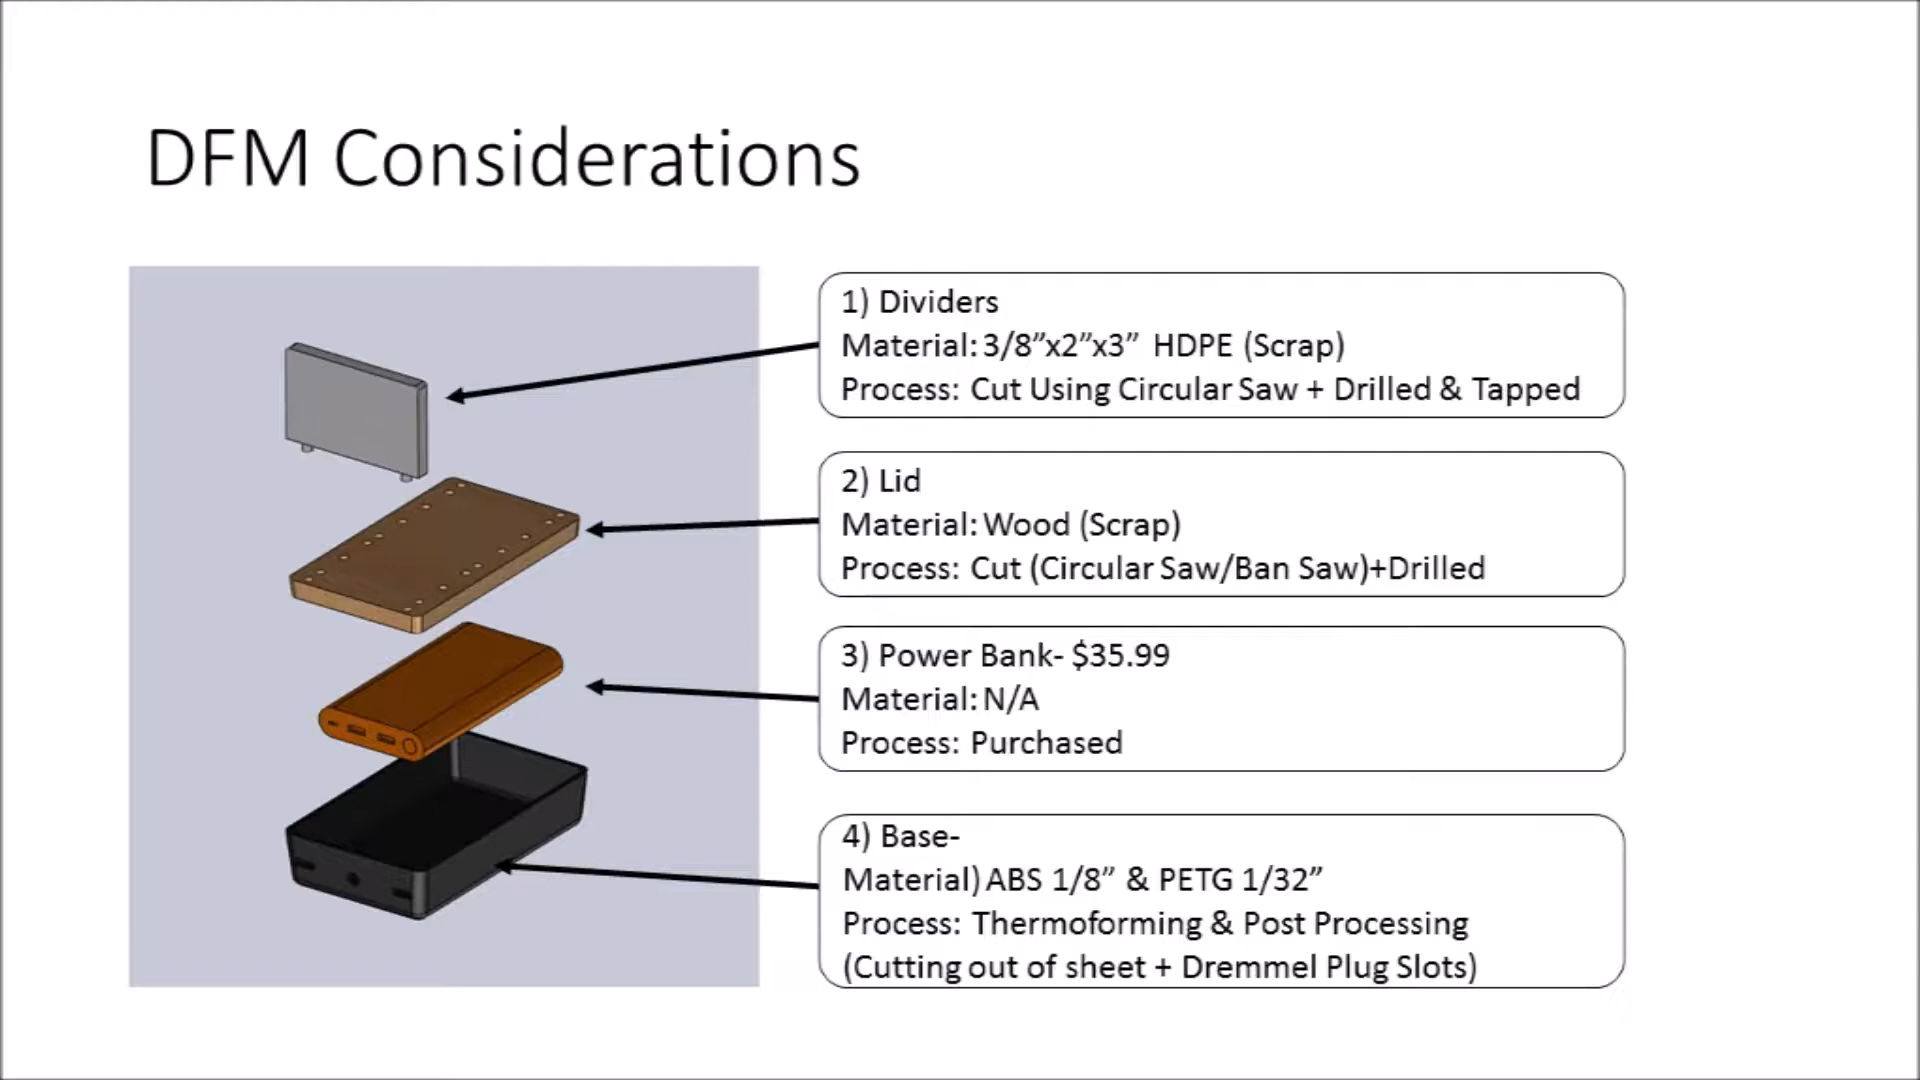 DFM Considerations
1) Dividers
Material: 3/8”x2”x3” HDPE (Scrap)
Process: Cut Using Circular Saw + Drilled & Tapped
2) Lid
Material: Wood (Scrap)
Process: Cut (Circular Saw/Ban Saw)+Drilled
3) Power Bank- $35.99
Material: N/A
Process: Purchased
4) Base-
Material) ABS 1/8” & PETG 1/32”
Process: Thermoforming & Post Processing
(Cutting out of sheet + Dremmel Plug Slots)